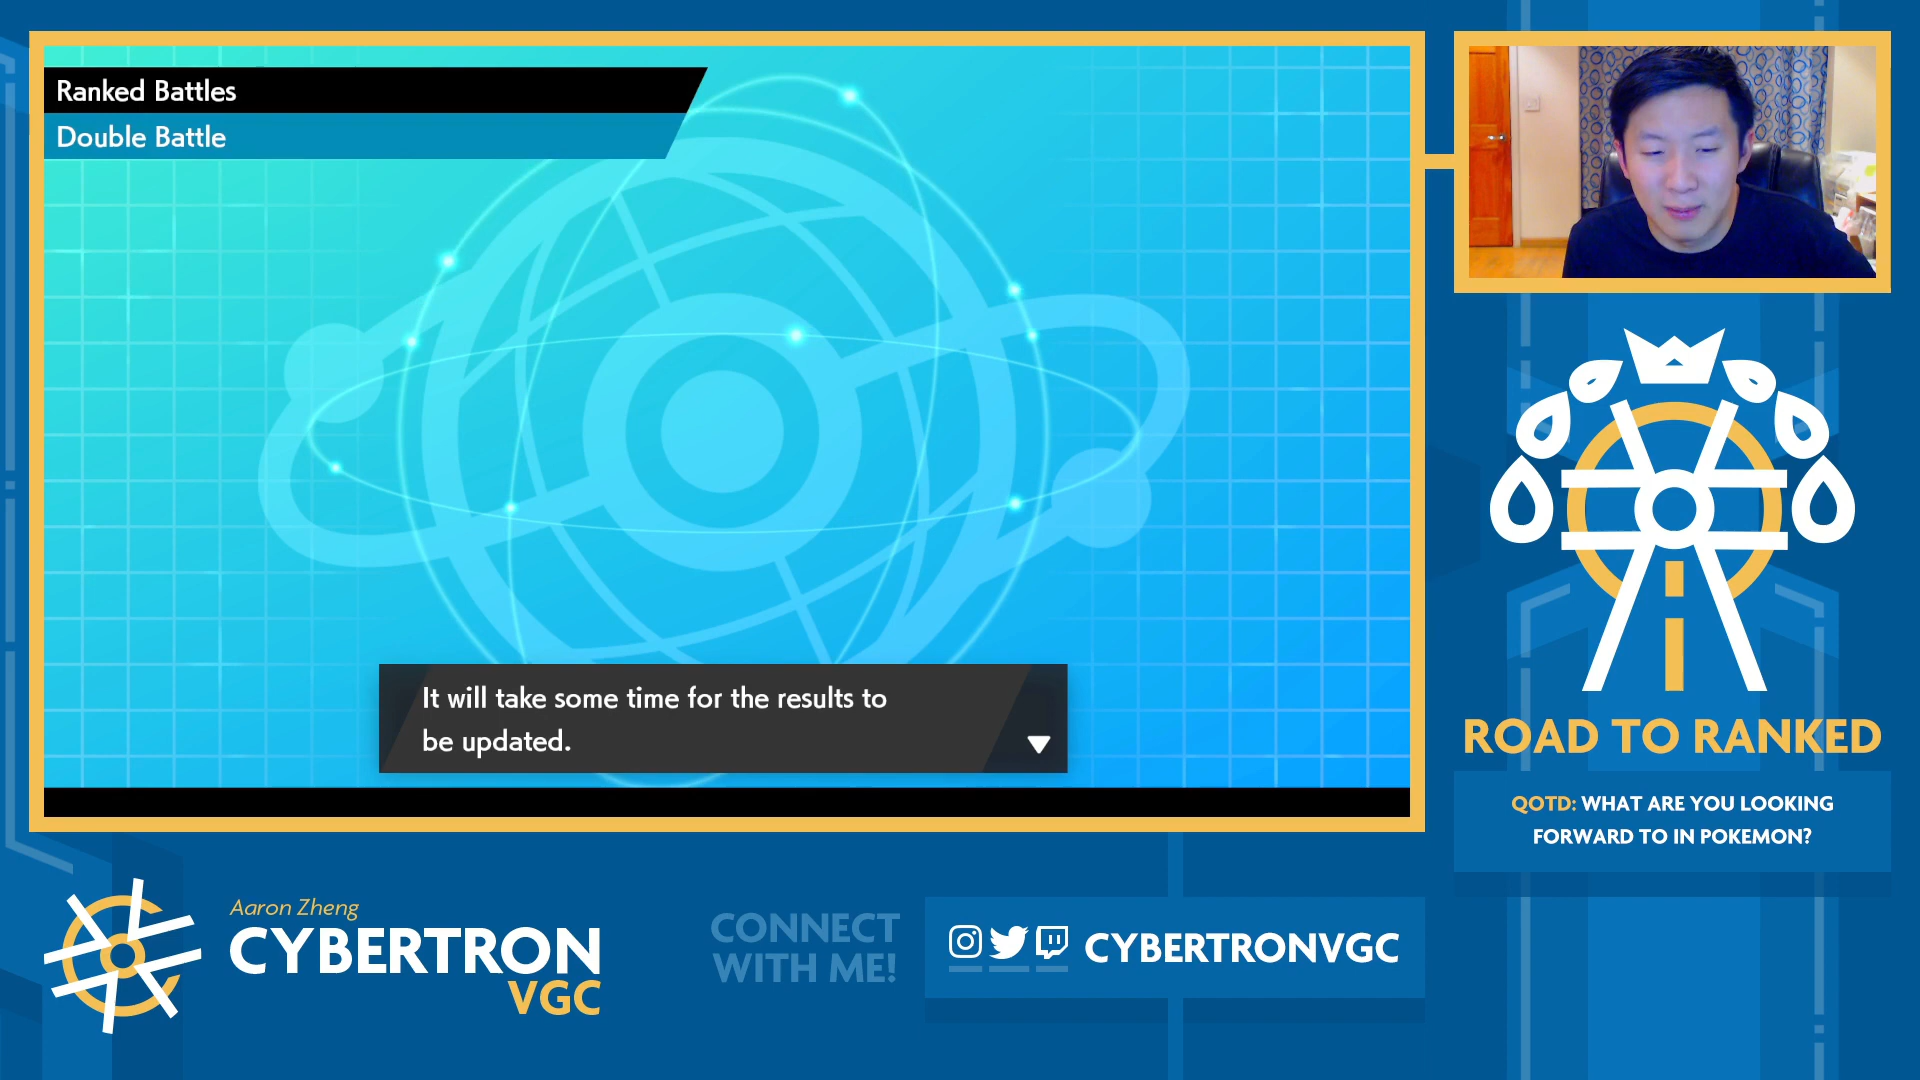 Ranked Battles
Double Battle
It will take some time for the results to
be updated.
ROAD TO RANKED
QOTD: WHAT ARE YOU LOOKING
FORWARD TO IN POKEMON?
Aaron Zheng
CYBERTRON
VGC
CONNECT
WITH ME!
CYBERTRONVGC